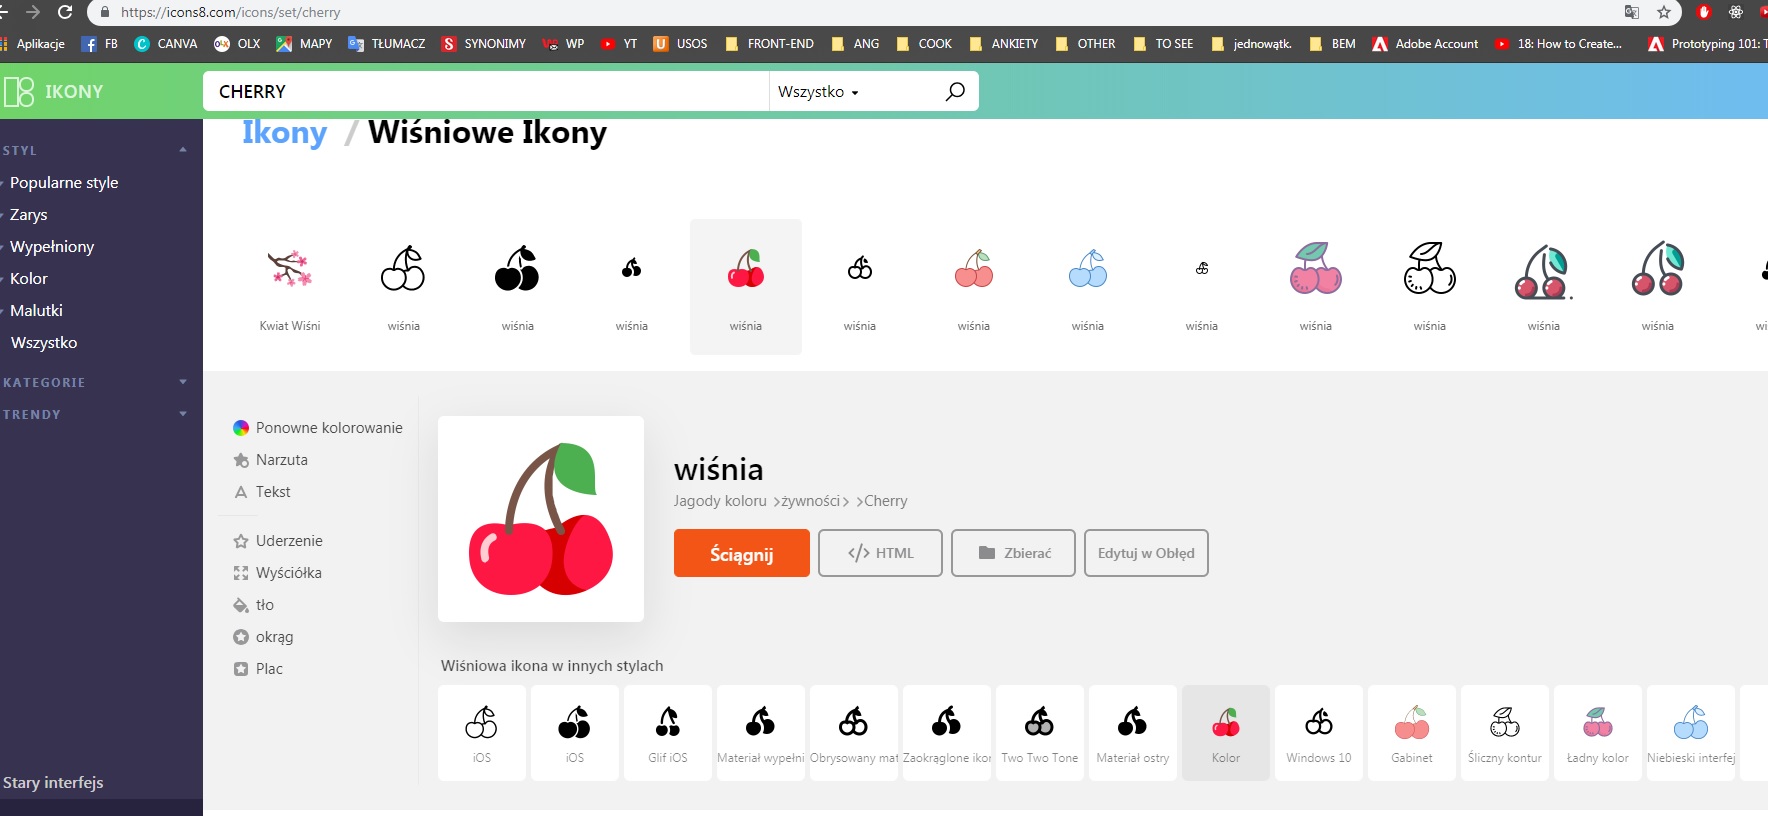 https://icons8.com/icons/set/cherry
Aplikacje FB CANVA OLX MAPY TŁUMACZ SYNONIMY WP YT USOS FRONT-END ANG COOK ANKIETY OTHER TO SEE jednowątk. BEM Adobe Account 18: How to Create... Prototyping 101: T
IKONY CHERRY Wszystko
Ikony / Wiśniowe Ikony
STYL
Popularne style
Zarys
Wypełniony
Kolor
Malutki
Wszystko
KATEGORIE
TRENDY
Stary interfejs
Kwiat Wiśni wiśnia wiśnia wiśnia wiśnia wiśnia wiśnia wiśnia wiśnia wiśnia wiśnia wiśnia wiśnia wi
Ponowne kolorowanie
Narzuta
Tekst
Uderzenie
Wyściółka
tło
okrąg
Plac
wiśnia
Jagody koloru >żywności> >Cherry
Ściągnij </> HTML Zbierać Edytuj w Obłęd
Wiśniowa ikona w innych stylach
iOS iOS Glif iOS Materiał wypełni Obrysowany mat Zaokrąglone ikor Two Two Tone Materiał ostry Kolor Windows 10 Gabinet Śliczny kontur Ładny kolor Niebieski interfej